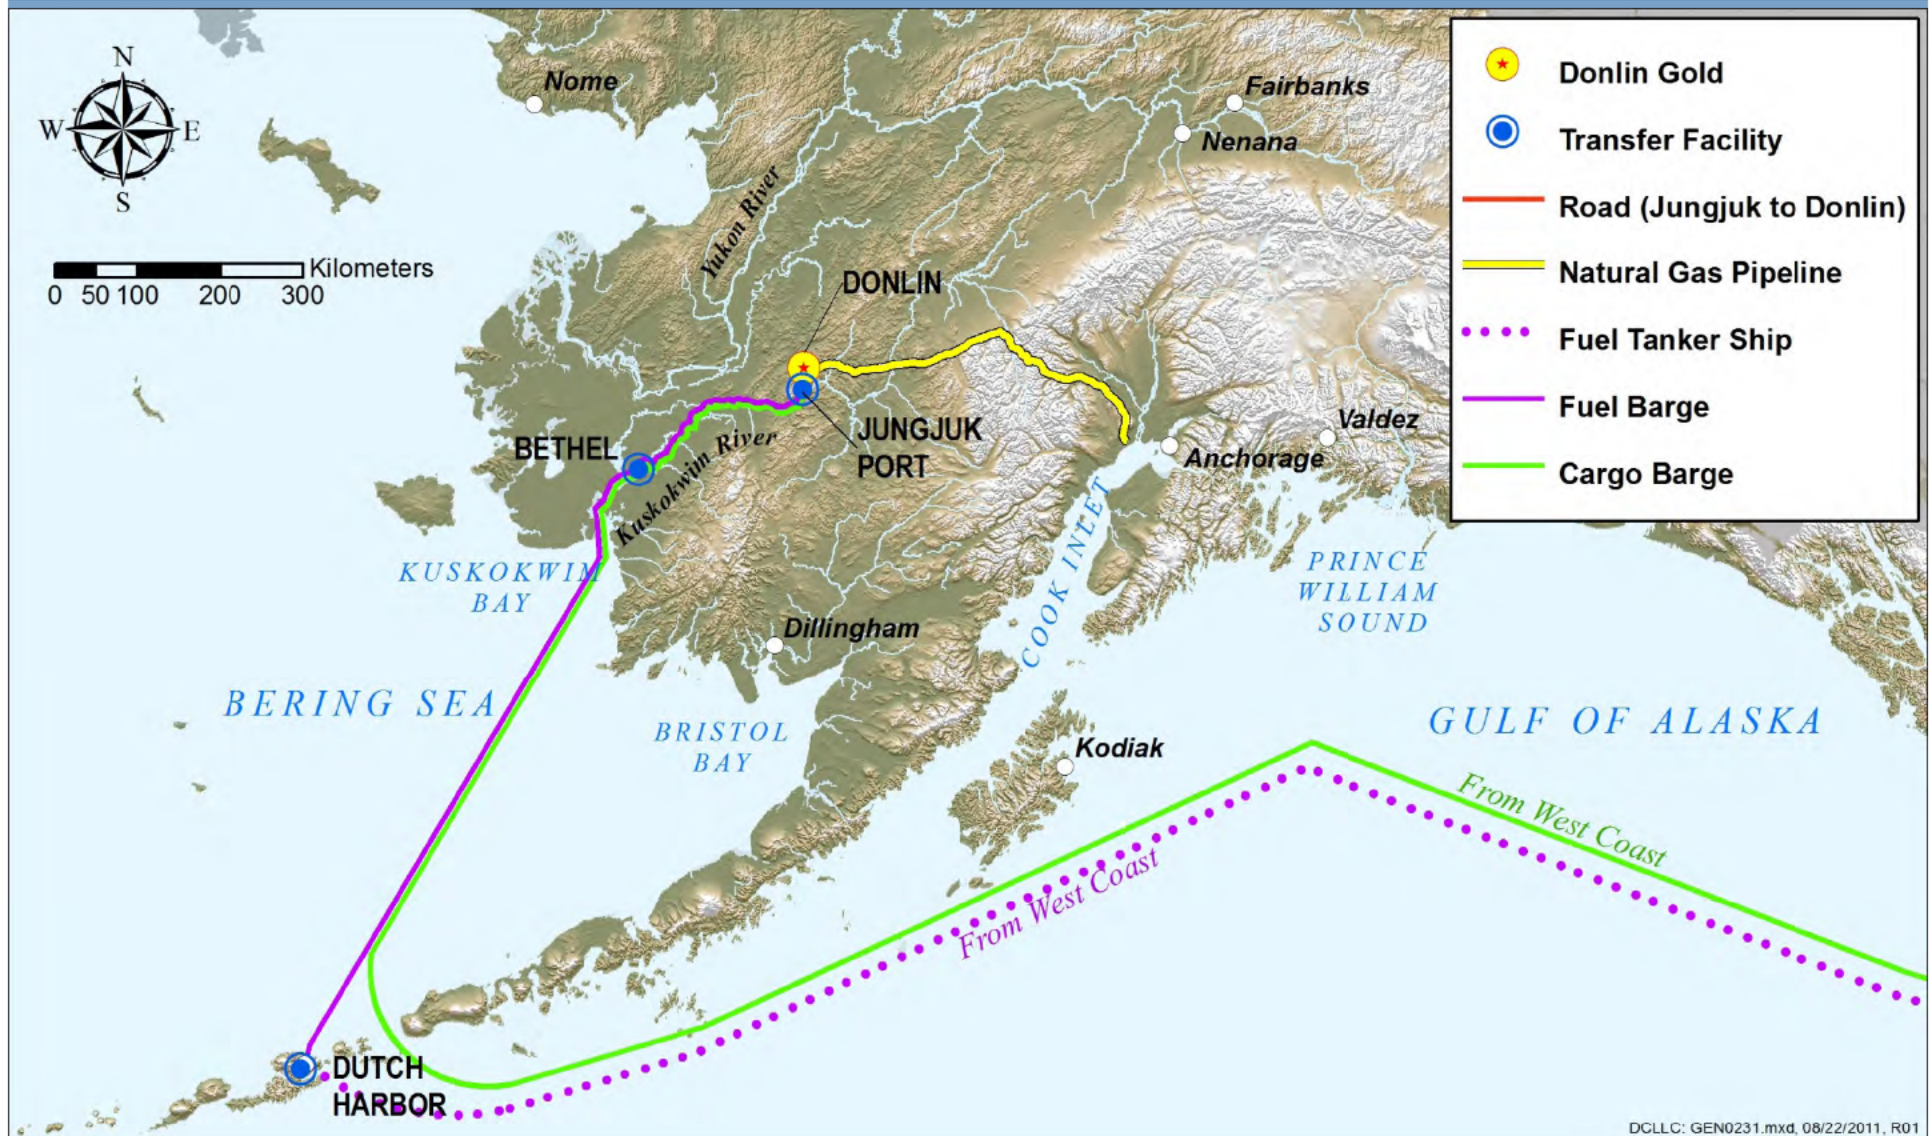 N
W
E
S
Kilometers
0 50 100 200 300
Nome
Fairbanks
Nenana
Yukon River
DONLIN
JUNGJUK
PORT
BETHEL
Kuskokwim River
Anchorage
Valdez
KUSKOKWIM
BAY
COOK INLET
PRINCE
WILLIAM
SOUND
Dillingham
BERING SEA
BRISTOL
BAY
Kodiak
GULF OF ALASKA
From West Coast
From West Coast
DUTCH
HARBOR
Donlin Gold
Transfer Facility
Road (Jungjuk to Donlin)
Natural Gas Pipeline
Fuel Tanker Ship
Fuel Barge
Cargo Barge
DCLLC: GEN0231.mxd, 08/22/2011, R01